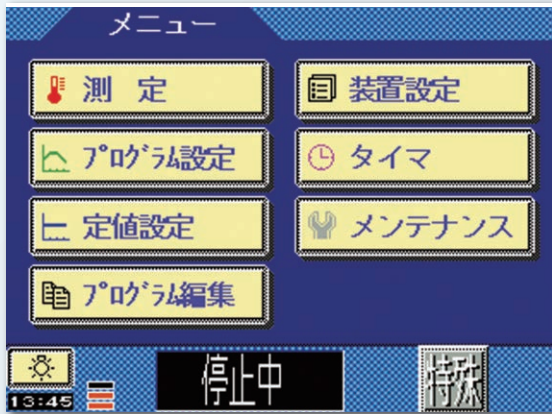 メニュー
測 定
装置設定
プログラム設定
タイマ
定値設定
メンテナンス
プログラム編集
停止中
特殊
13:45